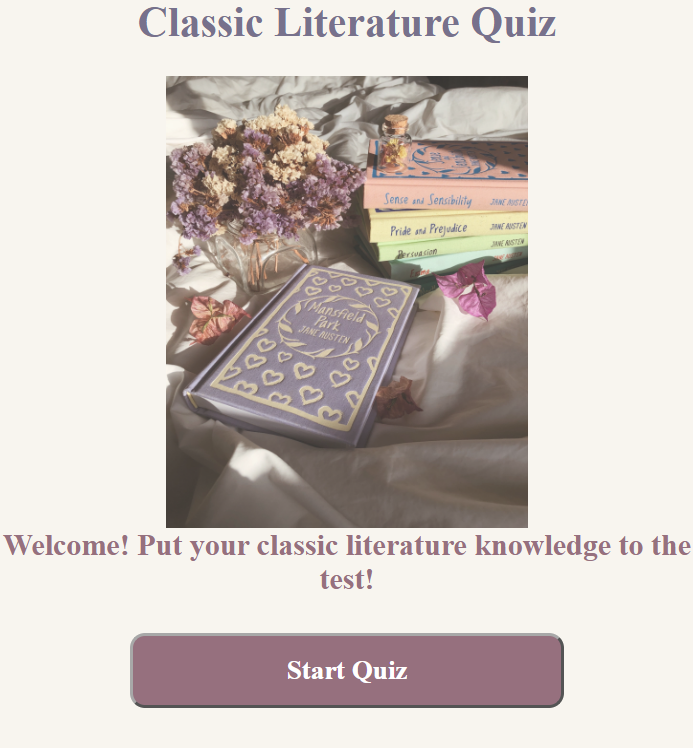 Classic Literature Quiz
Sense and Sensibility JANE AUSTEN
Pride and Prejudice JANE AUSTEN
Persuasion JANE AUSTEN
Emma
Mansfield
Park
JANE AUSTEN
Welcome! Put your classic literature knowledge to the
test!
Start Quiz